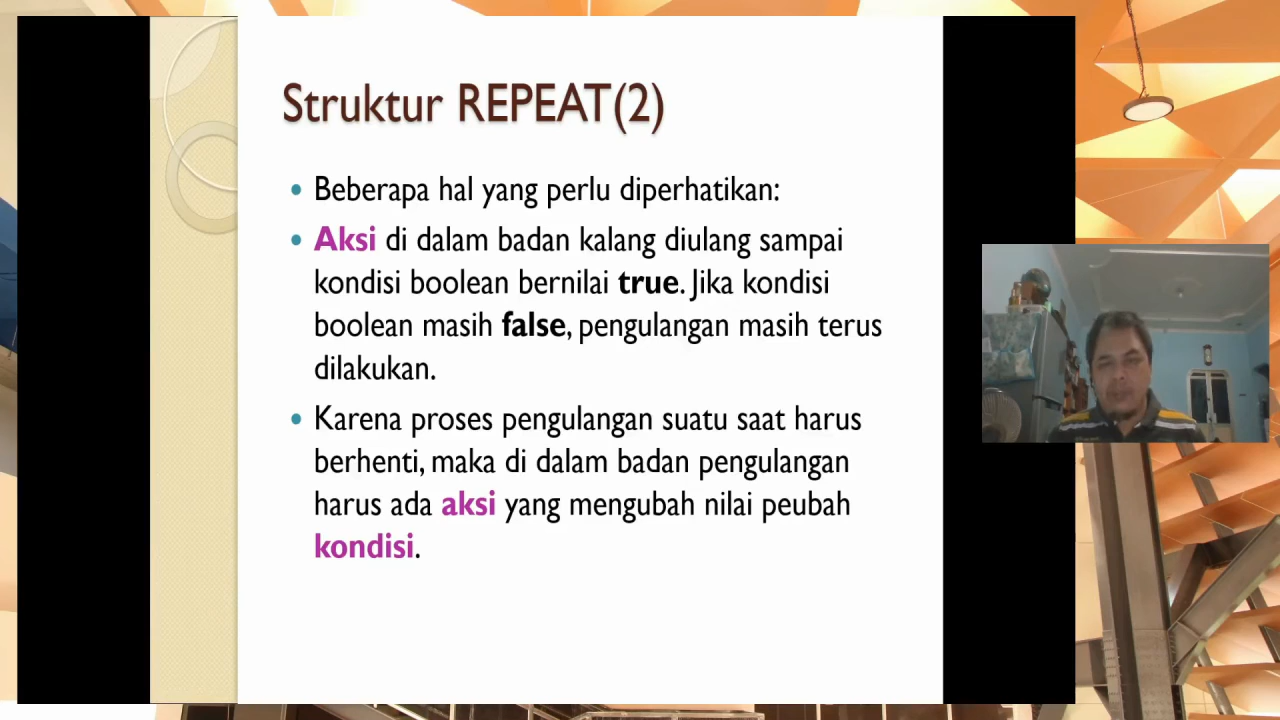 Struktur REPEAT(2)
• Beberapa hal yang perlu diperhatikan:
• Aksi di dalam badan kalang diulang sampai
kondisi boolean bernilai true. Jika kondisi
boolean masih false, pengulangan masih terus
dilakukan.
• Karena proses pengulangan suatu saat harus
berhenti, maka di dalam badan pengulangan
harus ada aksi yang mengubah nilai peubah
kondisi.